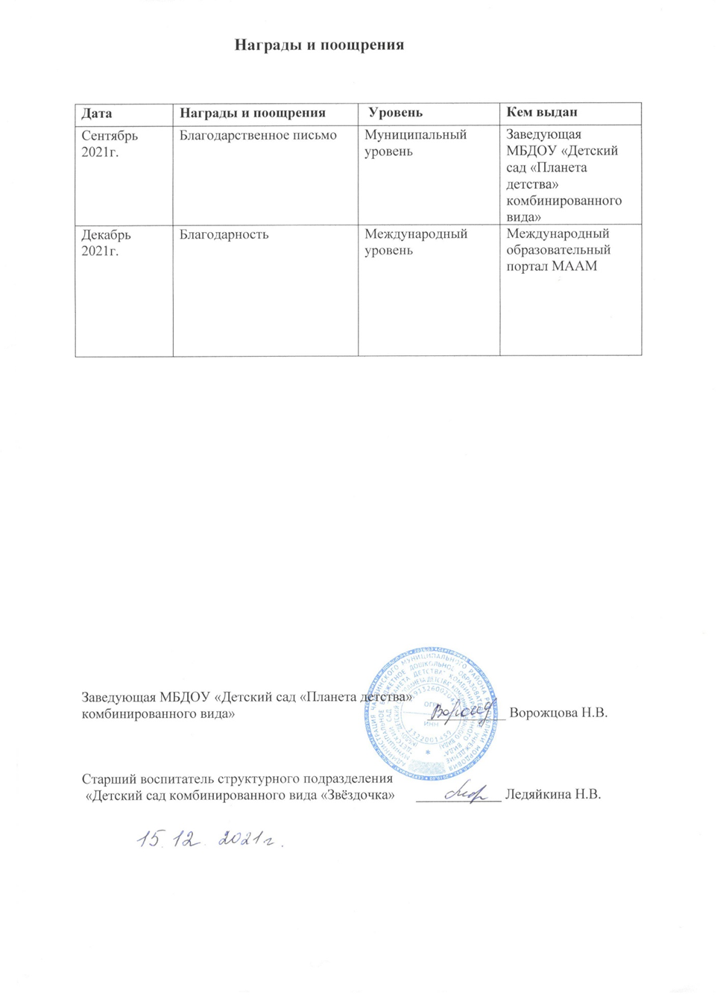 Награды и поощрения
Дата
Награды и поощрения
Уровень
Кем выдан
Сентябрь
2021г.
Благодарственное письмо
Муниципальный
уровень
Заведующая
МБДОУ «Детский
сад «Планета
детства»
комбинированного
вида»
Декабрь
2021г.
Благодарность
Международный
уровень
Международный
образовательный
портал МААМ
Заведующая МБДОУ «Детский сад «Планета детства»
комбинированного вида» Ворожцова Н.В.
Старший воспитатель структурного подразделения
«Детский сад комбинированного вида «Звёздочка» Ледяйкина Н.В.
15.12.2021г.